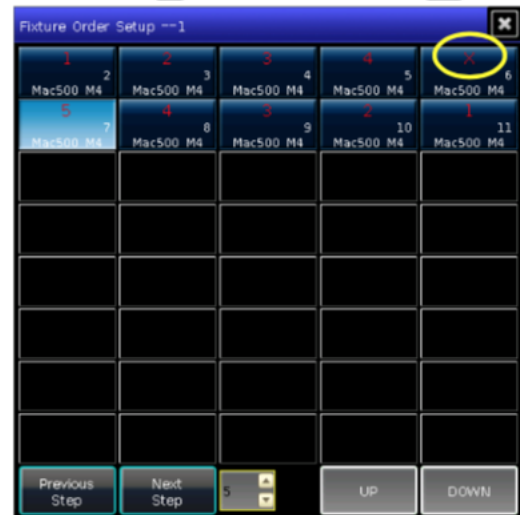 Fixture Order Setup --1
1 2 3 4 X
2 3 4 5 6
Mac500 M4 Mac500 M4 Mac500 M4 Mac500 M4 Mac500 M4
5 4 3 2 1
7 8 9 10 11
Mac500 M4 Mac500 M4 Mac500 M4 Mac500 M4 Mac500 M4
Previous Step
Next Step
5
UP
DOWN